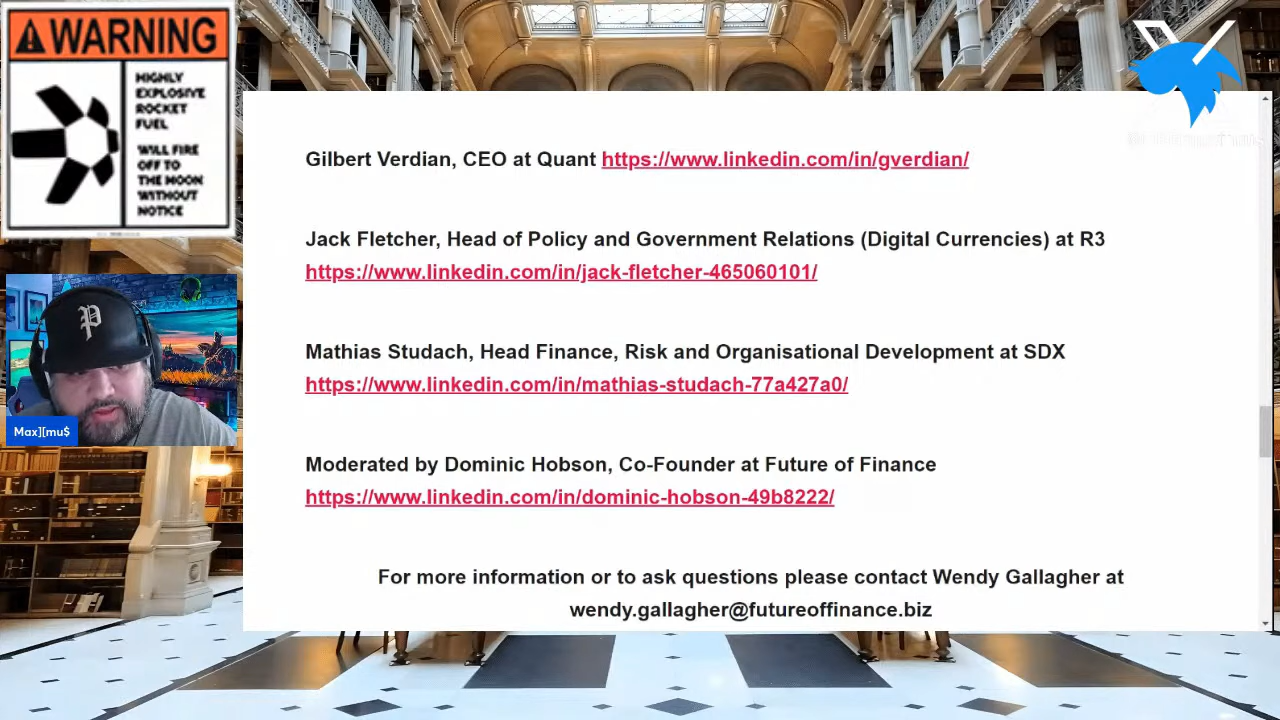 WARNING
HIGHLY
EXPLOSIVE
ROCKET
FUEL
WILL FIRE
OFF TO
THE MOON
WITHOUT
NOTICE
Gilbert Verdian, CEO at Quant https://www.linkedin.com/in/gverdian/
Jack Fletcher, Head of Policy and Government Relations (Digital Currencies) at R3
https://www.linkedin.com/in/jack-fletcher-465060101/
Mathias Studach, Head Finance, Risk and Organisational Development at SDX
https://www.linkedin.com/in/mathias-studach-77a427a0/
Moderated by Dominic Hobson, Co-Founder at Future of Finance
https://www.linkedin.com/in/dominic-hobson-49b8222/
For more information or to ask questions please contact Wendy Gallagher at
wendy.gallagher@futureoffinance.biz
P
Max][mu$